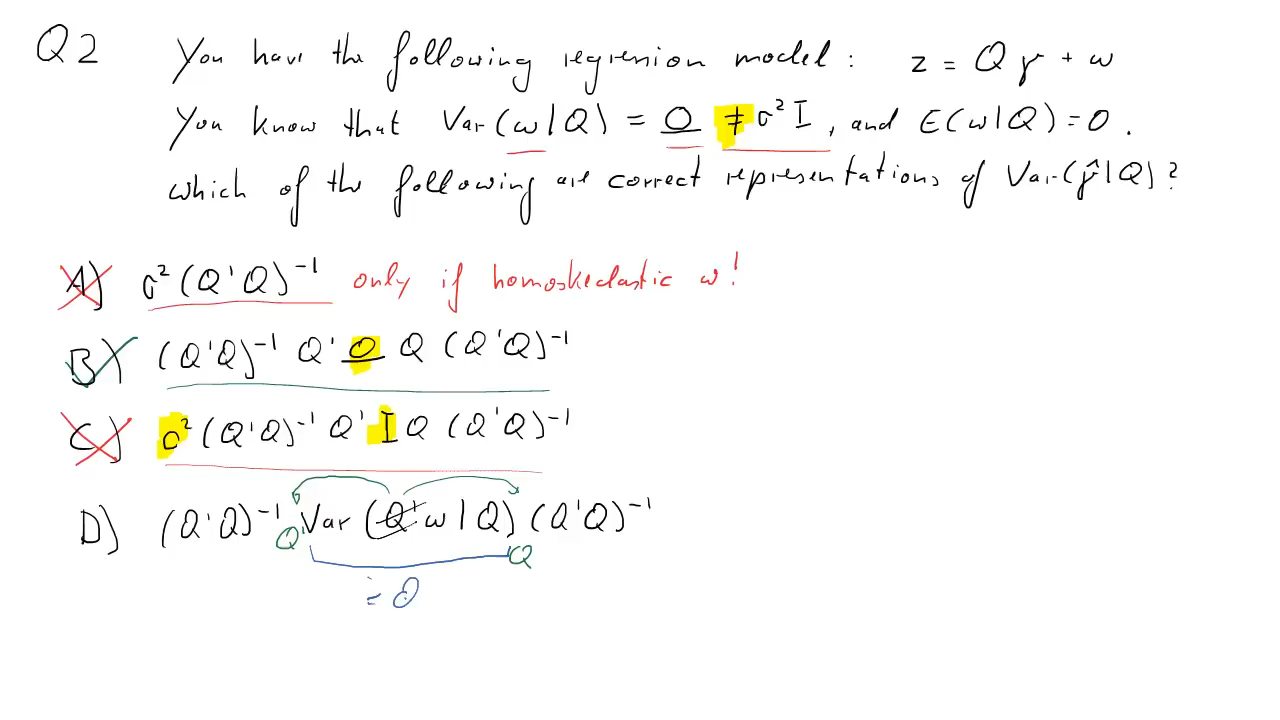 Q2 You have the following regression model: z = Qγ + w
You know that Var(w|Q) = O ≠ σ² I, and E(w|Q)=0.
which of the following are correct representations of Var(γ̂|Q)?
A) σ² (Q'Q)⁻¹ only if homoskedastic w!
B) (Q'Q)⁻¹ Q' O Q (Q'Q)⁻¹
C) σ² (Q'Q)⁻¹ Q' I Q (Q'Q)⁻¹
D) (Q'Q)⁻¹ Var (Q'w|Q) (Q'Q)⁻¹
Q' Q
= O